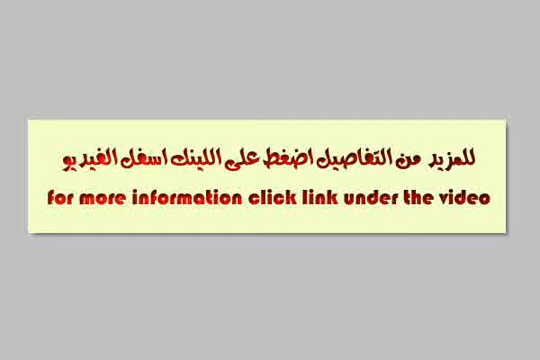 للمزيد من التفاصيل اضغط على اللينك اسفل الفيديو
for more information click link under the video